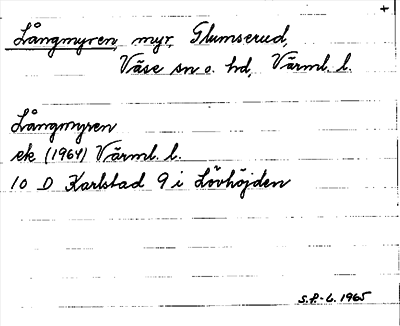 +
Långmyren, myr, Glumserud,
Väse sn o. hd, Värml. l.
Långmyren
ek (1964) Värml. l.
10 D Karlstad 9 i Lövhöjden
S.P-L. 1965